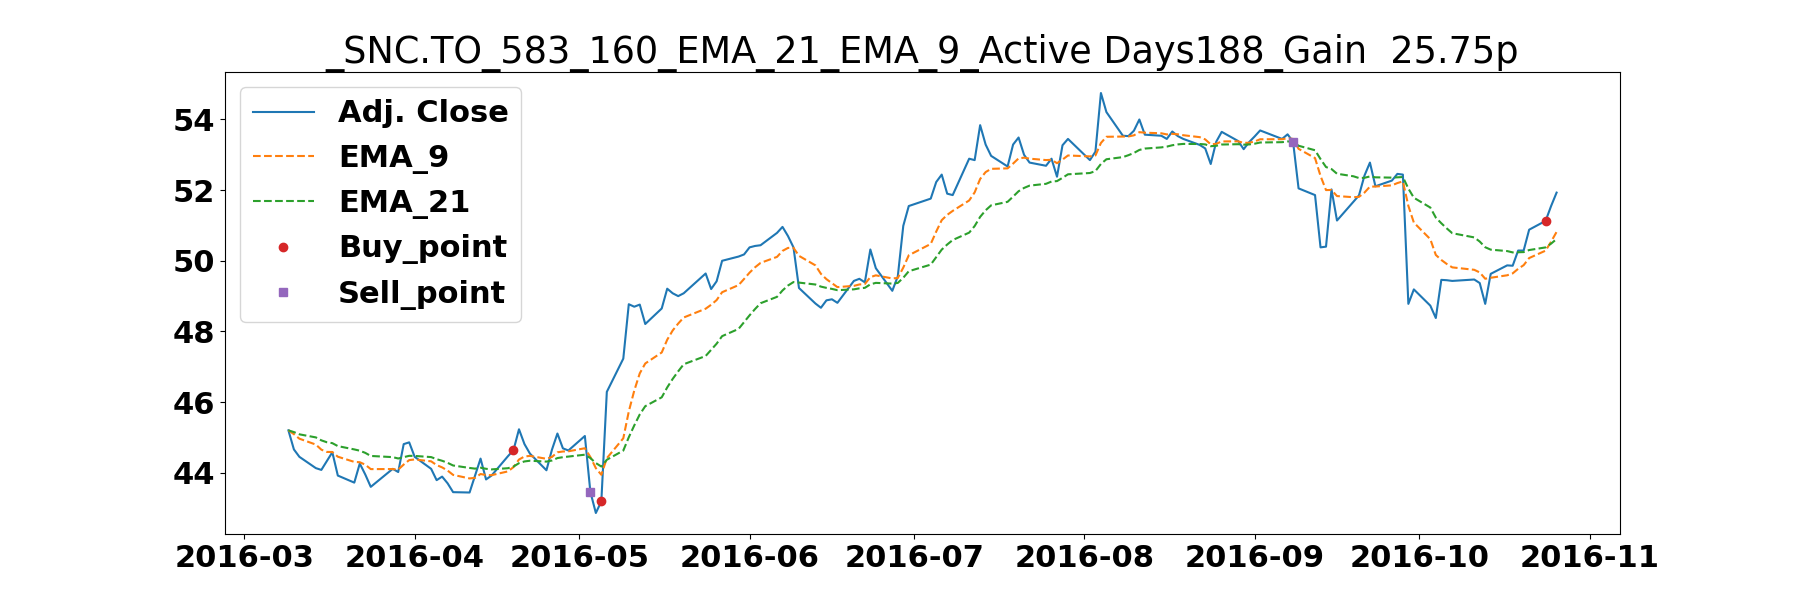 _SNC.TO_583_160_EMA_21_EMA_9_Active Days188_Gain  25.75p
Adj. Close
EMA_9
EMA_21
Buy_point
Sell_point
54
52
50
48
46
44
2016-03 2016-04 2016-05 2016-06 2016-07 2016-08 2016-09 2016-10 2016-11